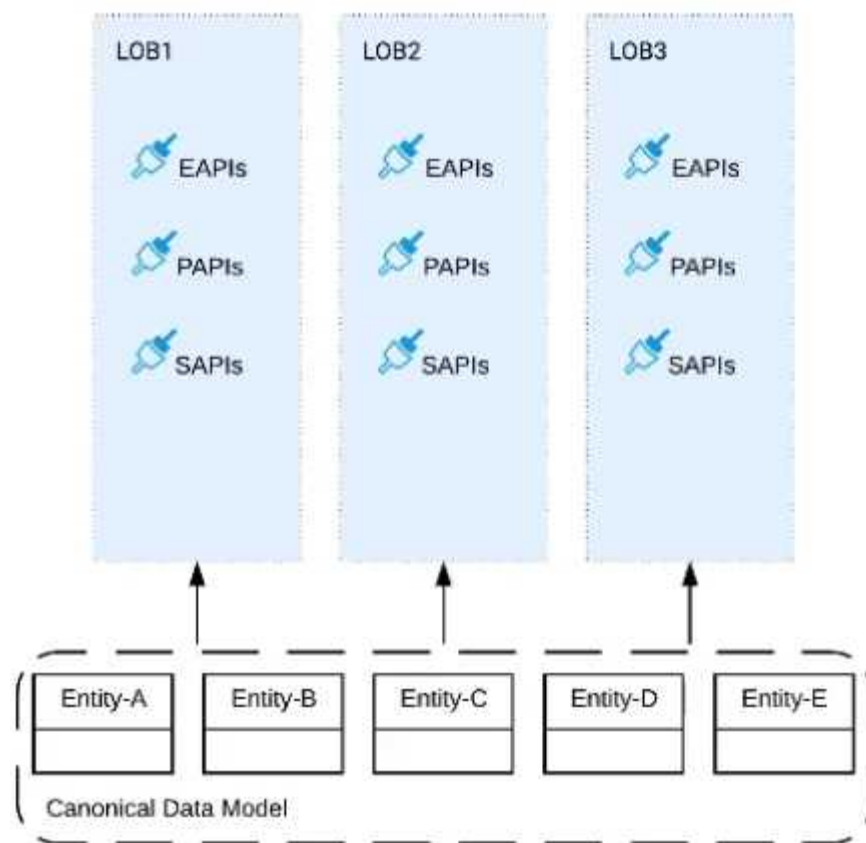 LOB1
EAPIs
PAPIs
SAPIs
LOB2
EAPIs
PAPIs
SAPIs
LOB3
EAPIs
PAPIs
SAPIs
Entity-A
Entity-B
Entity-C
Entity-D
Entity-E
Canonical Data Model